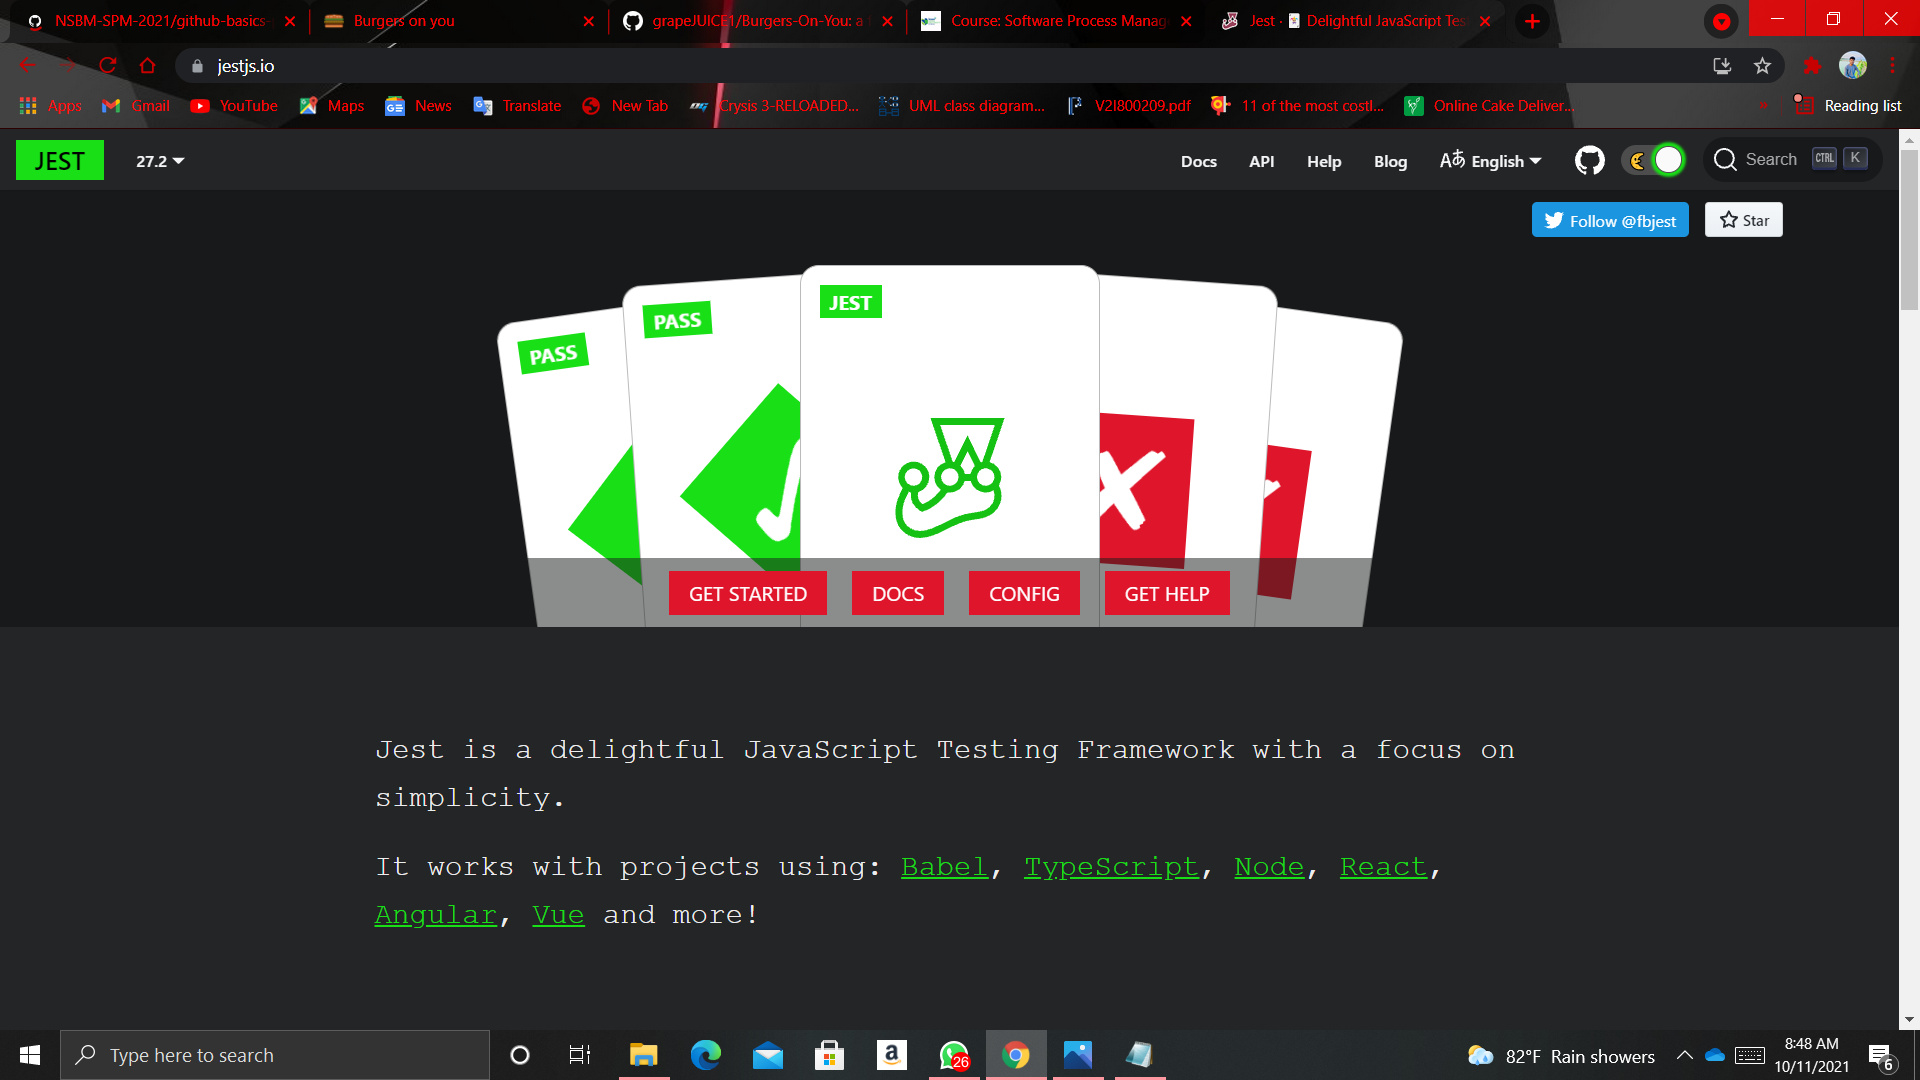 NSBM-SPM-2021/github-basics-
Burgers on you
grapeJUICE1/Burgers-On-You: a
Course: Software Process Manag
Jest · 🃏 Delightful JavaScript Tes
jestjs.io
Apps
Gmail
YouTube
Maps
News
Translate
New Tab
Crysis 3-RELOADED...
UML class diagram...
V2I800209.pdf
11 of the most costl...
Online Cake Deliver...
Reading list
JEST
27.2
Docs
API
Help
Blog
English
Search
CTRL
K
Follow @fbjest
Star
PASS
PASS
JEST
GET STARTED
DOCS
CONFIG
GET HELP
Jest is a delightful JavaScript Testing Framework with a focus on
simplicity.
It works with projects using: Babel, TypeScript, Node, React,
Angular, Vue and more!
Type here to search
26
82°F Rain showers
8:48 AM
10/11/2021
6